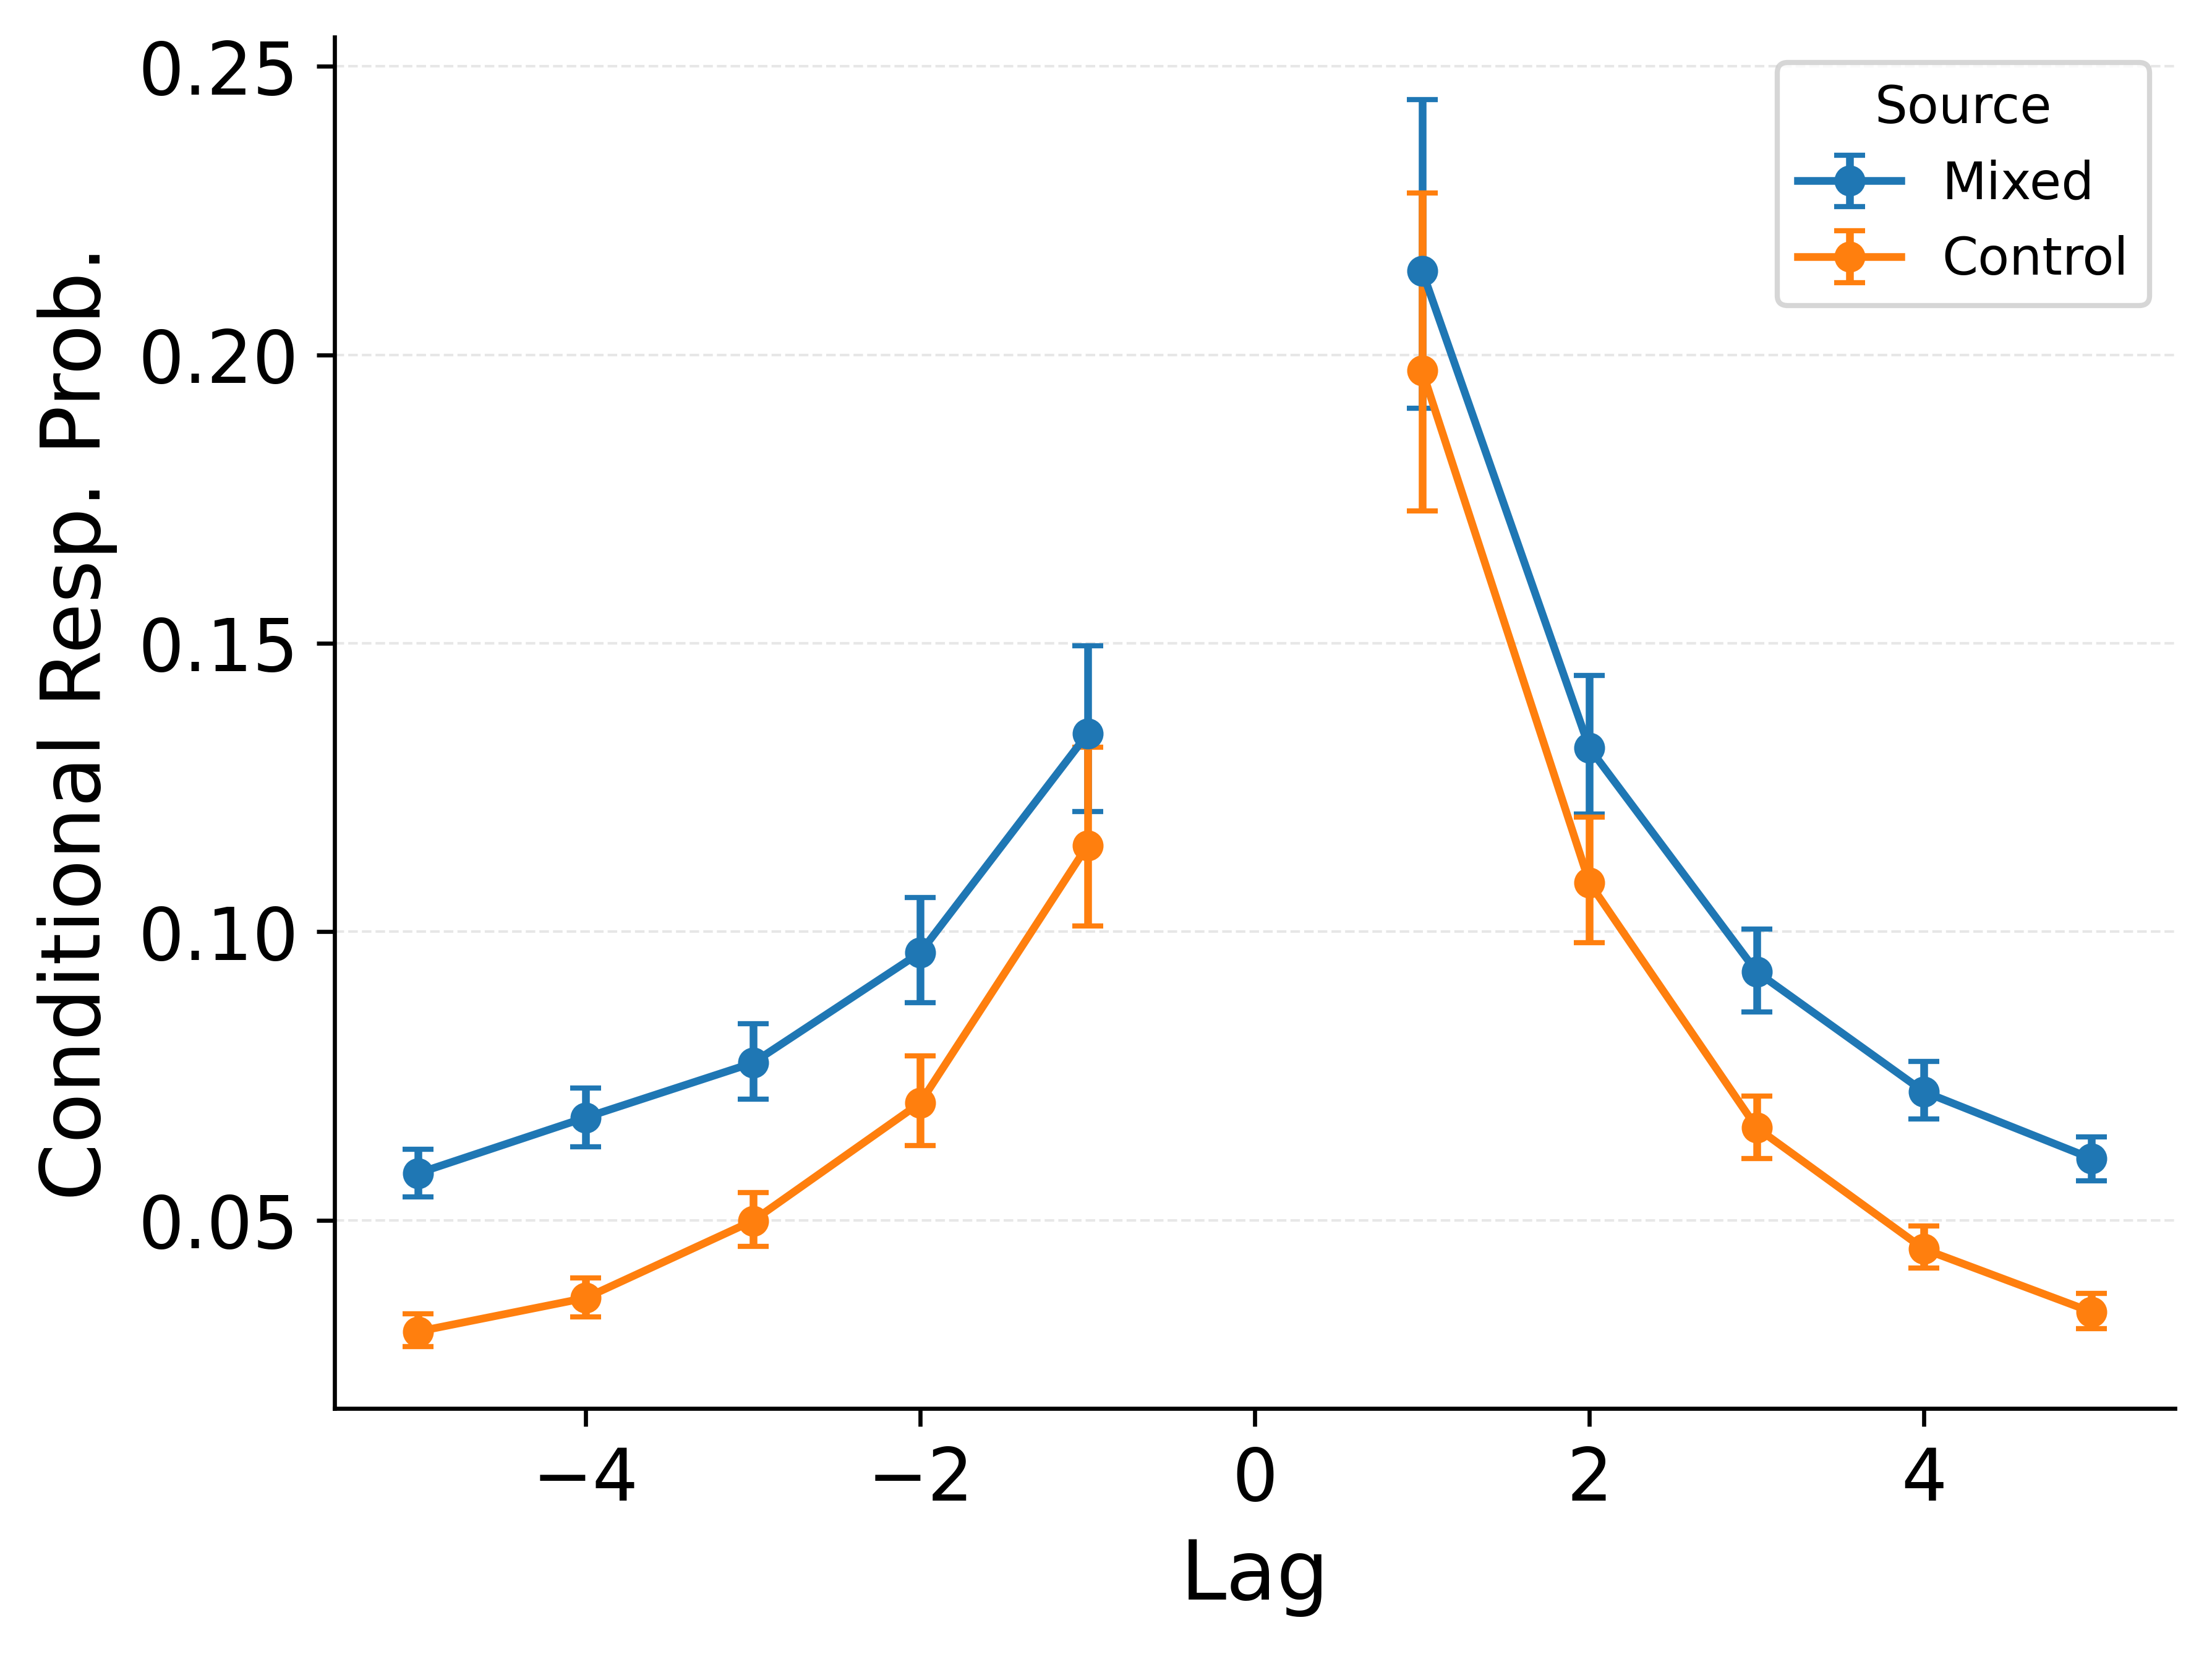 0.25
0.20
0.15
0.10
0.05
Conditional Resp. Prob.
−4
−2
0
2
4
Lag
Source
Mixed
Control